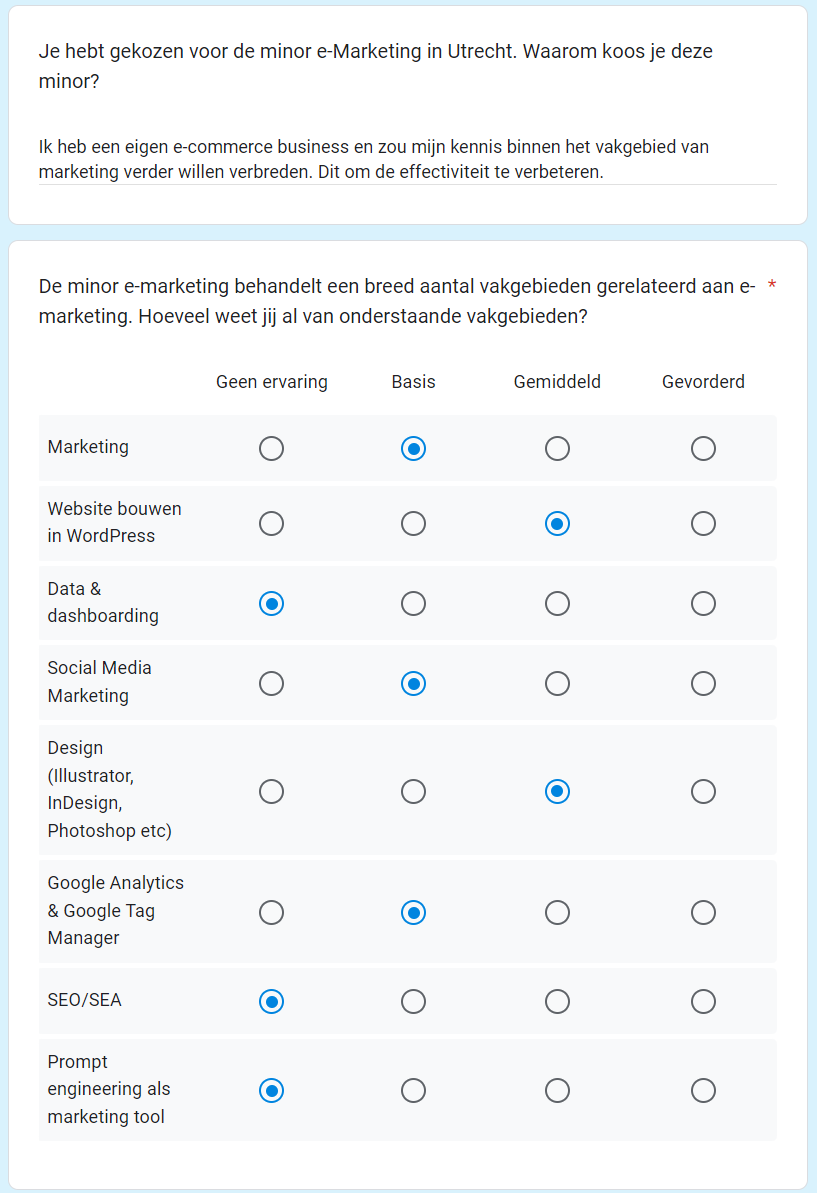 Je hebt gekozen voor de minor e-Marketing in Utrecht. Waarom koos je deze
minor?
Ik heb een eigen e-commerce business en zou mijn kennis binnen het vakgebied van
marketing verder willen verbreden. Dit om de effectiviteit te verbeteren.
De minor e-marketing behandelt een breed aantal vakgebieden gerelateerd aan e- *
marketing. Hoeveel weet jij al van onderstaande vakgebieden?
Geen ervaring Basis Gemiddeld Gevorderd
Marketing
Website bouwen
in WordPress
Data &
dashboarding
Social Media
Marketing
Design
(Illustrator,
InDesign,
Photoshop etc)
Google Analytics
& Google Tag
Manager
SEO/SEA
Prompt
engineering als
marketing tool